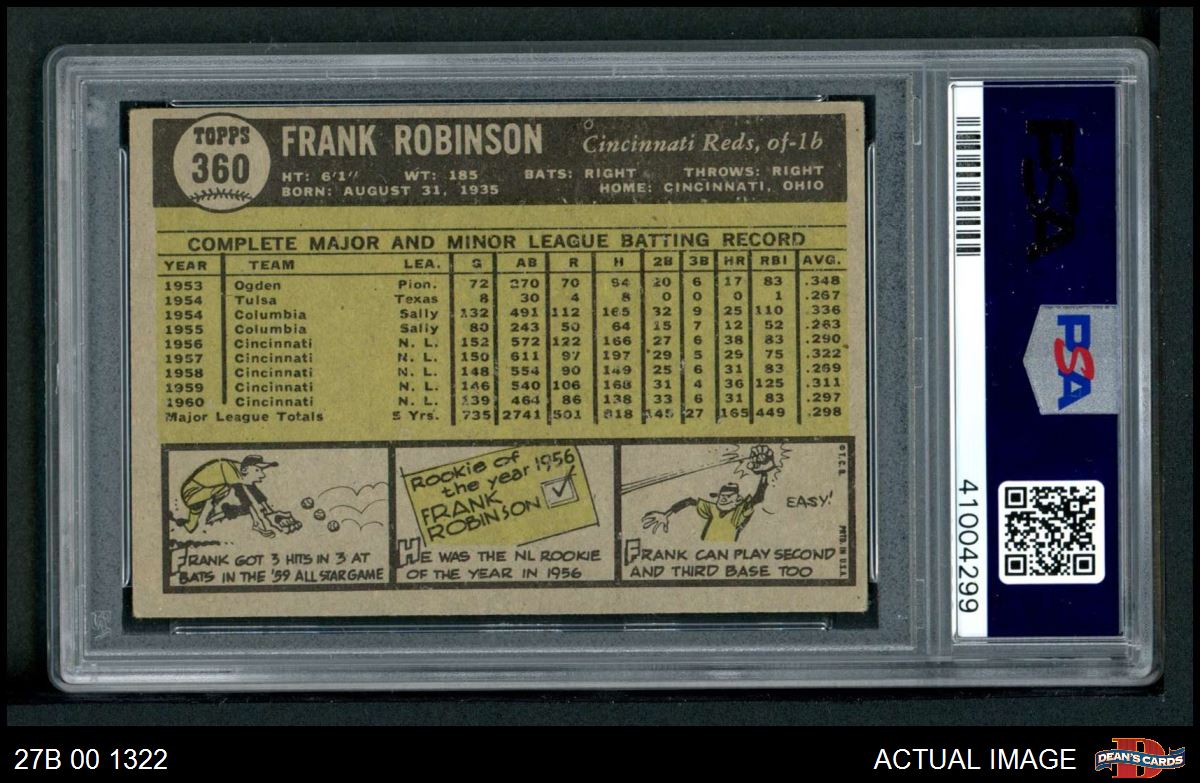 TOPPS
360
FRANK ROBINSON
Cincinnati Reds, of-1b
HT: 6'1" WT: 185 BATS: RIGHT THROWS: RIGHT
BORN: AUGUST 31, 1935 HOME: CINCINNATI, OHIO
COMPLETE MAJOR AND MINOR LEAGUE BATTING RECORD
YEAR TEAM LEA. G AB R H 2B 3B HR RBI AVG.
1953 Ogden Pion. 72 270 70 94 20 6 17 83 .348
1954 Tulsa Texas 8 30 4 8 0 0 0 1 .267
1954 Columbia Sally 132 491 112 165 32 9 25 110 .336
1955 Columbia Sally 80 243 50 64 15 7 12 52 .263
1956 Cincinnati N. L. 152 572 122 166 27 6 38 83 .290
1957 Cincinnati N. L. 150 611 97 197 29 5 29 75 .322
1958 Cincinnati N. L. 148 554 90 149 25 6 31 83 .269
1959 Cincinnati N. L. 146 540 106 168 31 4 36 125 .311
1960 Cincinnati N. L. 139 464 86 138 33 6 31 83 .297
Major League Totals 5 Yrs. 735 2741 501 818 145 27 165 449 .298
FRANK GOT 3 HITS IN 3 AT
BATS IN THE '59 ALL STAR GAME
Rookie of
the year 1956
FRANK
ROBINSON
HE WAS THE NL ROOKIE
OF THE YEAR IN 1956
EASY!
FRANK CAN PLAY SECOND
AND THIRD BASE TOO
© T. C. G.
PRTD. IN U.S.A.
PSA
PSA
41004299
27B 00 1322
ACTUAL IMAGE
DEAN'S CARDS